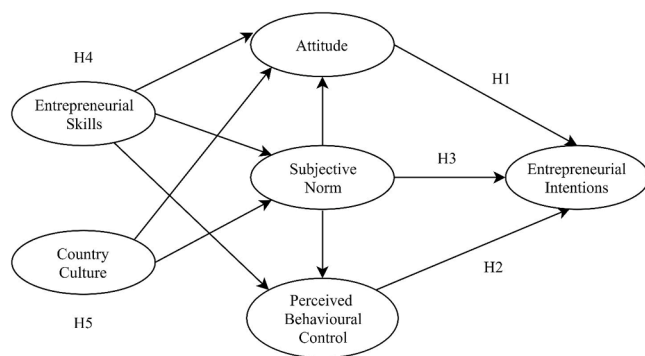 H4
Attitude
H1
Entrepreneurial
Skills
Subjective
Norm
H3
Entrepreneurial
Intentions
Country
Culture
H2
H5
Perceived
Behavioural
Control